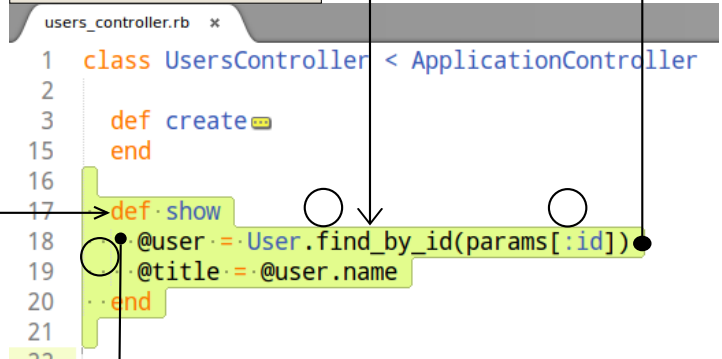 users_controller.rb ×
1 class UsersController < ApplicationController
2
3 def create
15 end
16
17 def show
18 @user = User.find_by_id(params[:id])
19 @title = @user.name
20 end
21
22